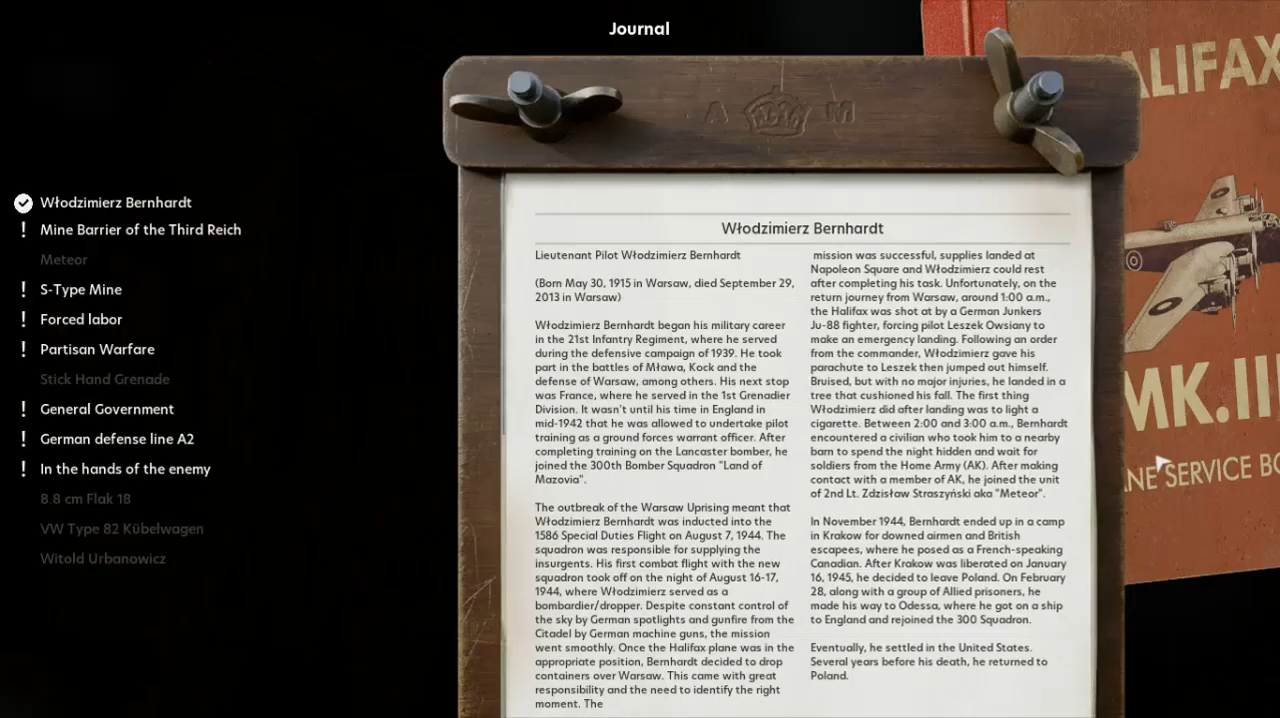 Journal
Włodzimierz Bernhardt
! Mine Barrier of the Third Reich
Meteor
! S-Type Mine
! Forced labor
! Partisan Warfare
Stick Hand Grenade
! General Government
! German defense line A2
! In the hands of the enemy
8.8 cm Flak 18
VW Type 82 Kübelwagen
Witold Urbanowicz
A M
Włodzimierz Bernhardt
Lieutenant Pilot Włodzimierz Bernhardt
(Born May 30, 1915 in Warsaw, died September 29,
2013 in Warsaw)
Włodzimierz Bernhardt began his military career
in the 21st Infantry Regiment, where he served
during the defensive campaign of 1939. He took
part in the battles of Mława, Kock and the
defense of Warsaw, among others. His next stop
was France, where he served in the 1st Grenadier
Division. It wasn't until his time in England in
mid-1942 that he was allowed to undertake pilot
training as a ground forces warrant officer. After
completing training on the Lancaster bomber, he
joined the 300th Bomber Squadron "Land of
Mazovia".
The outbreak of the Warsaw Uprising meant that
Włodzimierz Bernhardt was inducted into the
1586 Special Duties Flight on August 7, 1944. The
squadron was responsible for supplying the
insurgents. His first combat flight with the new
squadron took off on the night of August 16-17,
1944, where Włodzimierz served as a
bombardier/dropper. Despite constant control of
the sky by German spotlights and gunfire from the
Citadel by German machine guns, the mission
went smoothly. Once the Halifax plane was in the
appropriate position, Bernhardt decided to drop
containers over Warsaw. This came with great
responsibility and the need to identify the right
moment. The
mission was successful, supplies landed at
Napoleon Square and Włodzimierz could rest
after completing his task. Unfortunately, on the
return journey from Warsaw, around 1:00 a.m.,
the Halifax was shot at by a German Junkers
Ju-88 fighter, forcing pilot Leszek Owsiany to
make an emergency landing. Following an order
from the commander, Włodzimierz gave his
parachute to Leszek then jumped out himself.
Bruised, but with no major injuries, he landed in a
tree that cushioned his fall. The first thing
Włodzimierz did after landing was to light a
cigarette. Between 2:00 and 3:00 a.m., Bernhardt
encountered a civilian who took him to a nearby
barn to spend the night hidden and wait for
soldiers from the Home Army (AK). After making
contact with a member of AK, he joined the unit
of 2nd Lt. Zdzisław Straszyński aka "Meteor".
In November 1944, Bernhardt ended up in a camp
in Krakow for downed airmen and British
escapees, where he posed as a French-speaking
Canadian. After Krakow was liberated on January
16, 1945, he decided to leave Poland. On February
28, along with a group of Allied prisoners, he
made his way to Odessa, where he got on a ship
to England and rejoined the 300 Squadron.
Eventually, he settled in the United States.
Several years before his death, he returned to
Poland.
ALIFAX
MK.III
NE SERVICE BO